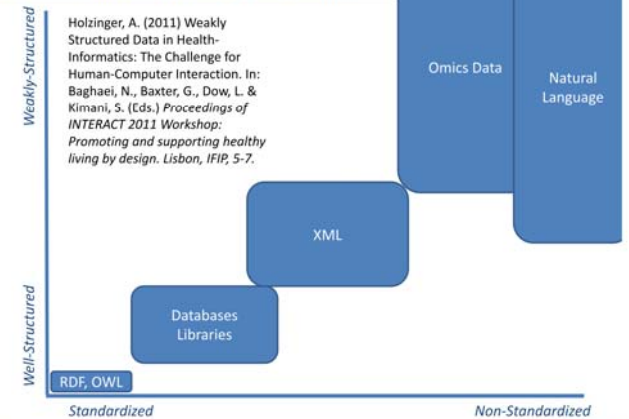 Weakly-Structured
Holzinger, A. (2011) Weakly
Structured Data in Health-
Informatics: The Challenge for
Human-Computer Interaction. In:
Baghaei, N., Baxter, G., Dow, L. &
Kimani, S. (Eds.) Proceedings of
INTERACT 2011 Workshop:
Promoting and supporting healthy
living by design. Lisbon, IFIP, 5-7.
Omics Data
Natural
Language
XML
Databases
Libraries
Well-Structured
RDF, OWL
Standardized
Non-Standardized